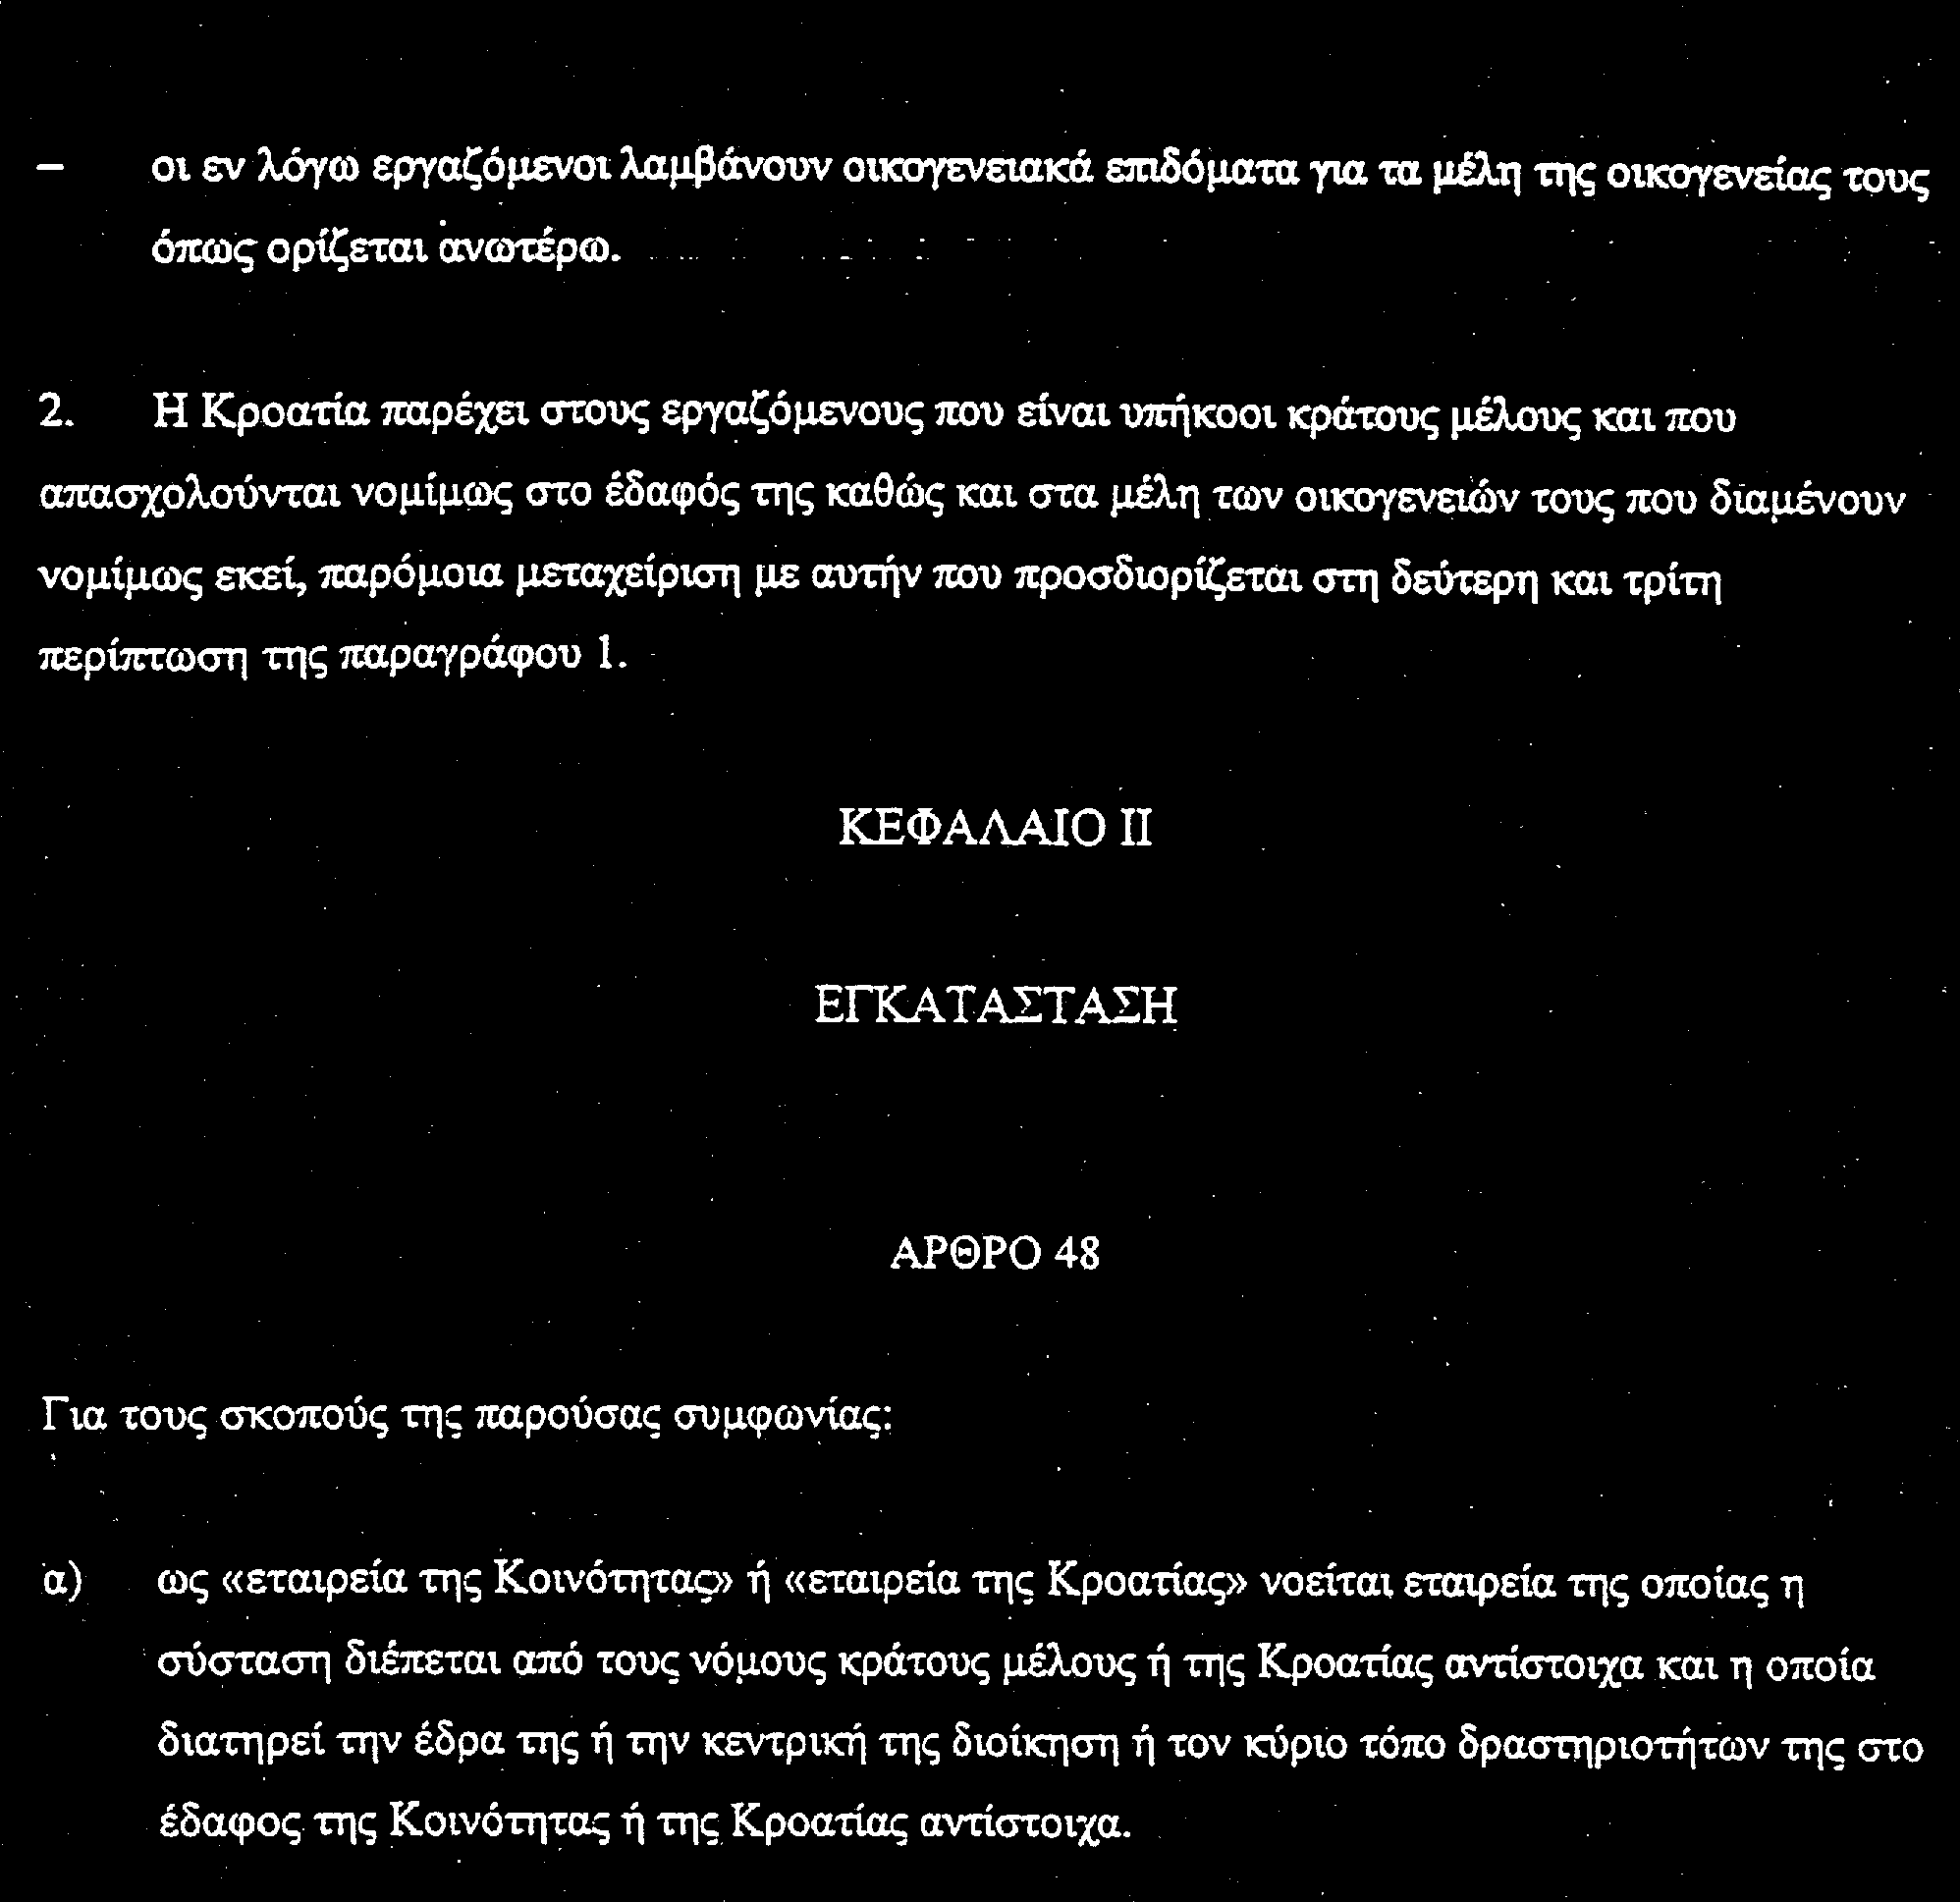 – οι εν λόγω εργαζόμενοι λαμβάνουν οικογενειακά επιδόματα για τα μέλη της οικογενείας τους
όπως ορίζεται ανωτέρω.
2. Η Κροατία παρέχει στους εργαζόμενους που είναι υπήκοοι κράτους μέλους και που
απασχολούνται νομίμως στο έδαφός της καθώς και στα μέλη των οικογενειών τους που διαμένουν
νομίμως εκεί, παρόμοια μεταχείριση με αυτήν που προσδιορίζεται στη δεύτερη και τρίτη
περίπτωση της παραγράφου 1.
ΚΕΦΑΛΑΙΟ ΙΙ
ΕΓΚΑΤΑΣΤΑΣΗ
ΑΡΘΡΟ 48
Για τους σκοπούς της παρούσας συμφωνίας:
α) ως «εταιρεία της Κοινότητας» ή «εταιρεία της Κροατίας» νοείται εταιρεία της οποίας η
σύσταση διέπεται από τους νόμους κράτους μέλους ή της Κροατίας αντίστοιχα και η οποία
διατηρεί την έδρα της ή την κεντρική της διοίκηση ή τον κύριο τόπο δραστηριοτήτων της στο
έδαφος της Κοινότητας ή της Κροατίας αντίστοιχα.